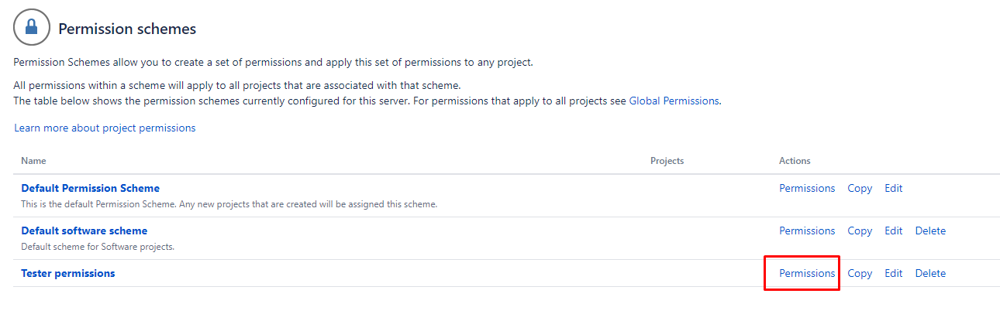 Permission schemes
Permission Schemes allow you to create a set of permissions and apply this set of permissions to any project.
All permissions within a scheme will apply to all projects that are associated with that scheme.
The table below shows the permission schemes currently configured for this server. For permissions that apply to all projects see Global Permissions.
Learn more about project permissions
Name Projects Actions
Default Permission Scheme Permissions Copy Edit
This is the default Permission Scheme. Any new projects that are created will be assigned this scheme.
Default software scheme Permissions Copy Edit Delete
Default scheme for Software projects.
Tester permissions Permissions Copy Edit Delete